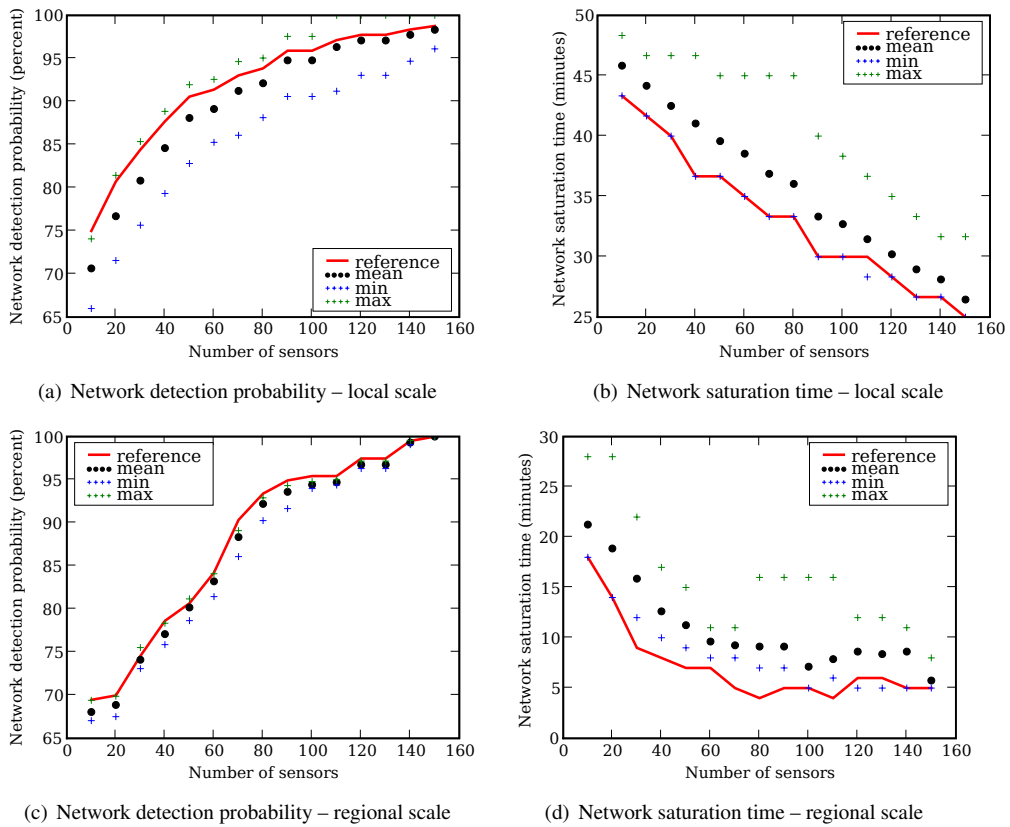 Network detection probability (percent)
100
95
90
85
80
75
70
65
0 20 40 60 80 100 120 140 160
Number of sensors
reference
mean
min
max
(a) Network detection probability – local scale
Network saturation time (minutes)
50
45
40
35
30
25
0 20 40 60 80 100 120 140 160
Number of sensors
reference
mean
min
max
(b) Network saturation time – local scale
Network detection probability (percent)
100
95
90
85
80
75
70
65
0 20 40 60 80 100 120 140 160
Number of sensors
reference
mean
min
max
(c) Network detection probability – regional scale
Network saturation time (minutes)
30
25
20
15
10
5
0
0 20 40 60 80 100 120 140 160
Number of sensors
reference
mean
min
max
(d) Network saturation time – regional scale